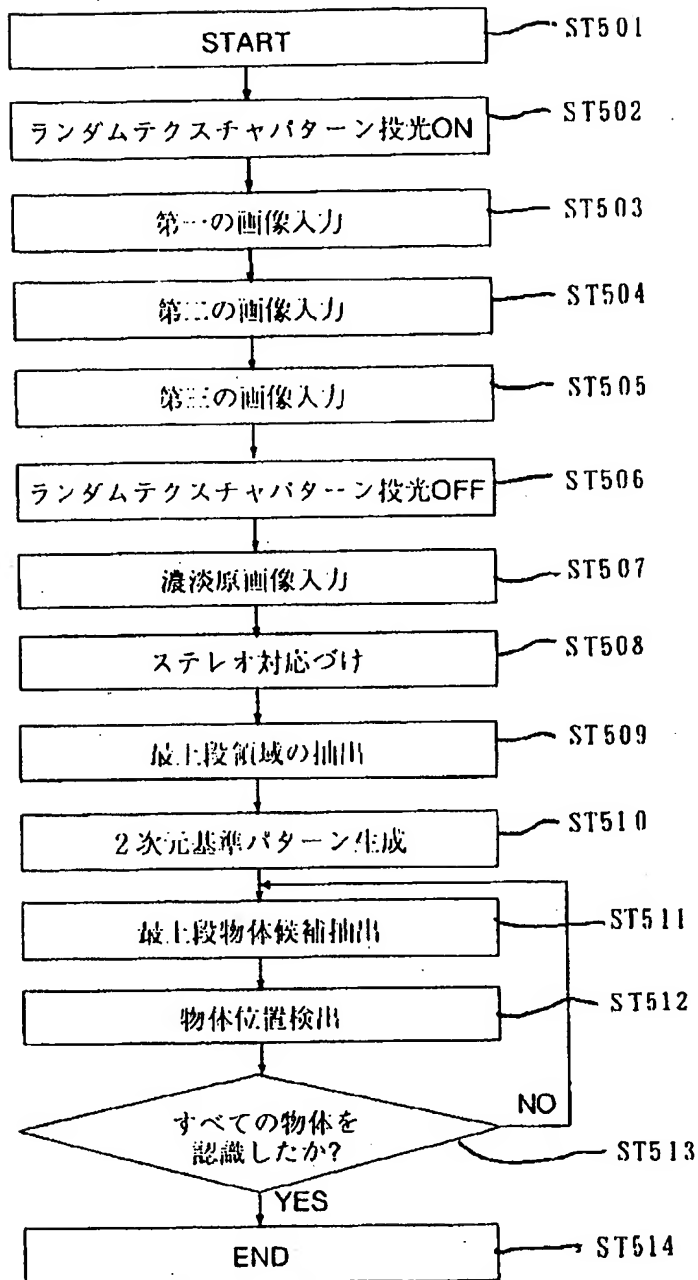 START
ST501
ランダムテクスチャパターン投光ON
ST502
第一の画像入力
ST503
第二の画像入力
ST504
第三の画像入力
ST505
ランダムテクスチャパターン投光OFF
ST506
濃淡原画像入力
ST507
ステレオ対応づけ
ST508
最上段領域の抽出
ST509
2次元基準パターン生成
ST510
最上段物体候補抽出
ST511
物体位置検出
ST512
すべての物体を
認識したか?
NO
ST513
YES
END
ST514